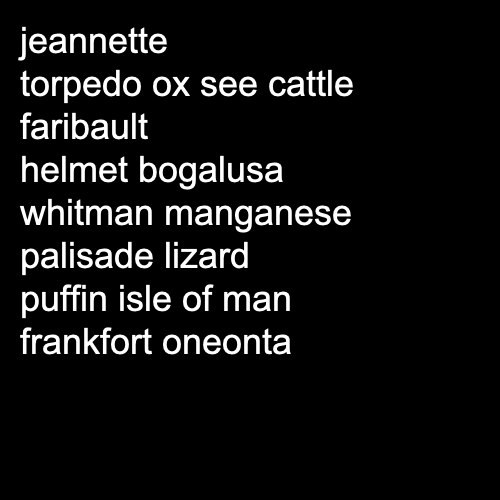 jeannette
torpedo ox see cattle
faribault
helmet bogalusa
whitman manganese
palisade lizard
puffin isle of man
frankfort oneonta